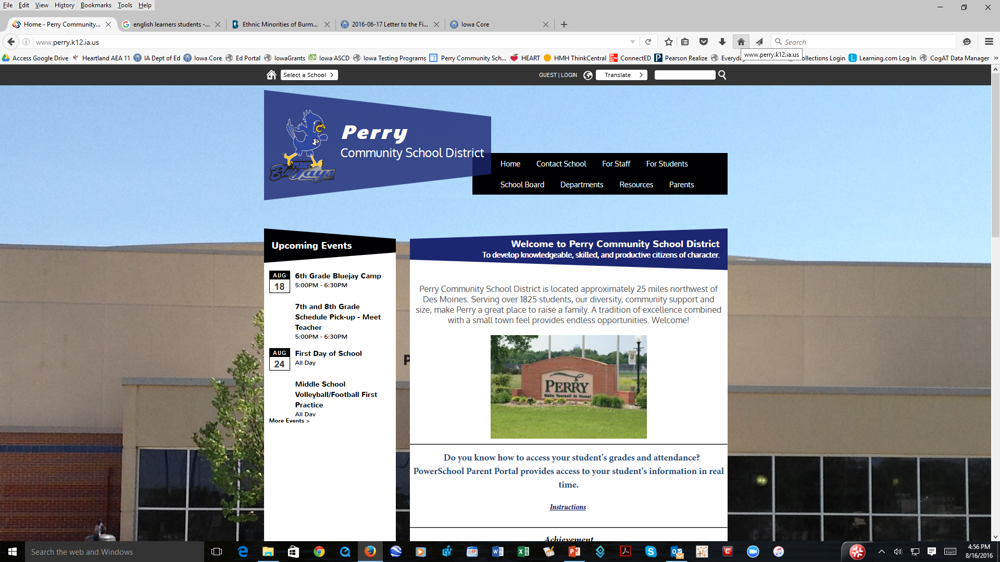 File Edit View History Bookmarks Tools Help
Home - Perry Community... english learners students -... Ethnic Minorities of Burm... 2016-06-17 Letter to the Fi... Iowa Core
www.perry.k12.ia.us Search
Access Google Drive Heartland AEA 11 IA Dept of Ed Iowa Core Ed Portal IowaGrants Iowa ASCD Iowa Testing Programs Perry Community Sch... HEART HMH ThinkCentral ConnectED Pearson Realize Everyday ollections Login Learning.com Log In CogAT Data Manager »
www.perry.k12.ia.us
Select a School > GUEST | LOGIN Translate >
Perry
Community School District
P
PERRY
BlueJays
Home Contact School For Staff For Students
School Board Departments Resources Parents
Upcoming Events
AUG
18
6th Grade Bluejay Camp
5:00PM - 6:30PM
7th and 8th Grade
Schedule Pick-up - Meet
Teacher
5:00PM - 6:30PM
AUG
24
First Day of School
All Day
Middle School
Volleyball/Football First
Practice
All Day
More Events >
P
Welcome to Perry Community School District
To develop knowledgeable, skilled, and productive citizens of character.
Perry Community School District is located approximately 25 miles northwest of
Des Moines. Serving over 1825 students, our diversity, community support and
size, make Perry a great place to raise a family. A tradition of excellence combined
with a small town feel provides endless opportunities. Welcome!
PERRY
Make Yourself At Home!
Do you know how to access your student's grades and attendance?
PowerSchool Parent Portal provides access to your student's information in real
time.
Instructions
Achievement
Search the web and Windows
4:56 PM
8/16/2016